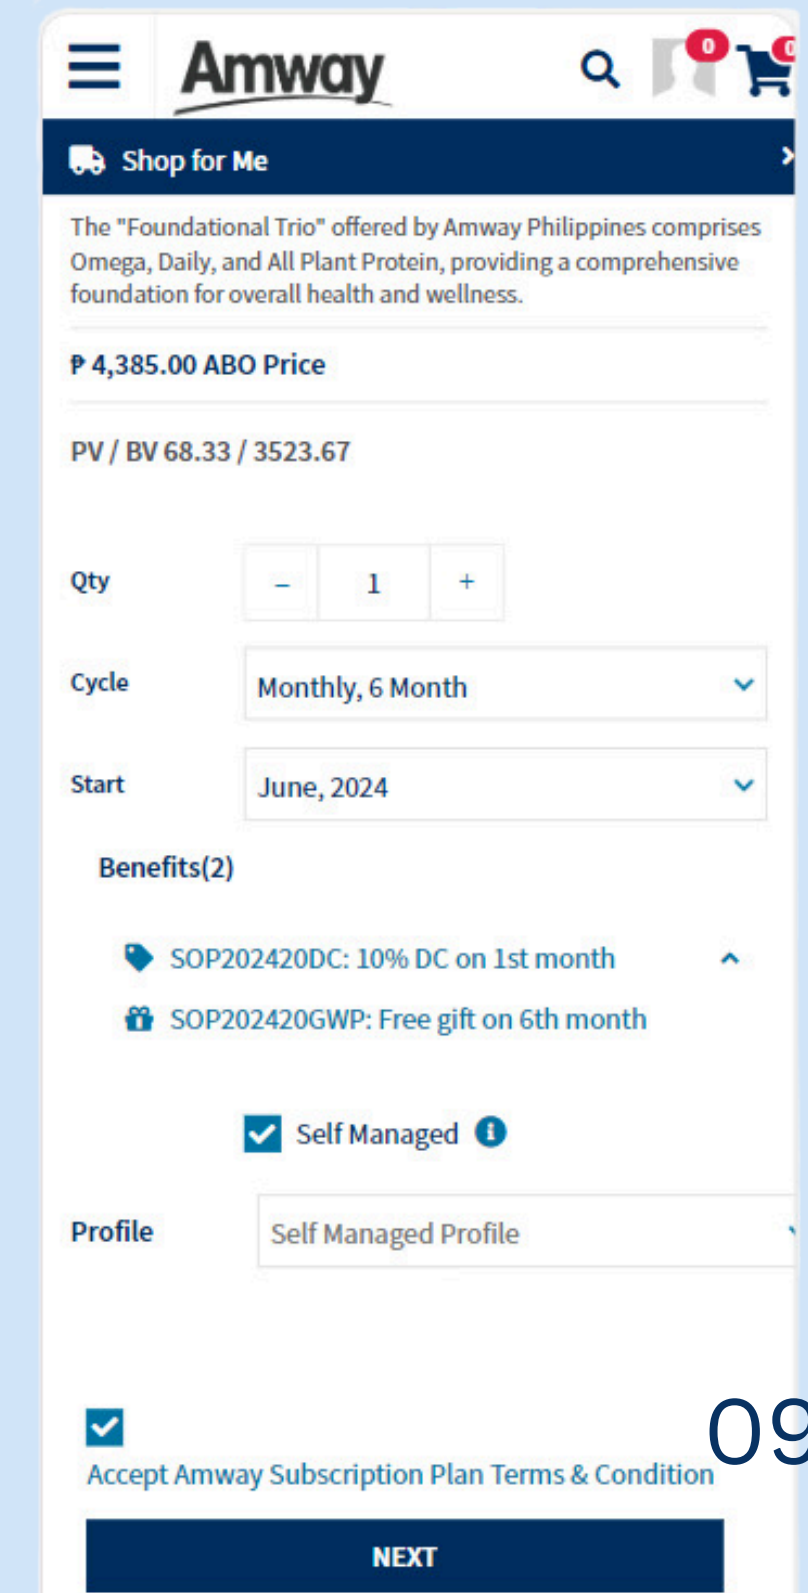 Amway
0
0
Shop for Me
The "Foundational Trio" offered by Amway Philippines comprises
Omega, Daily, and All Plant Protein, providing a comprehensive
foundation for overall health and wellness.
₱ 4,385.00 ABO Price
PV / BV 68.33 / 3523.67
Qty – 1 +
Cycle Monthly, 6 Month
Start June, 2024
Benefits(2)
SOP202420DC: 10% DC on 1st month
SOP202420GWP: Free gift on 6th month
Self Managed
Profile Self Managed Profile
09
Accept Amway Subscription Plan Terms & Condition
NEXT